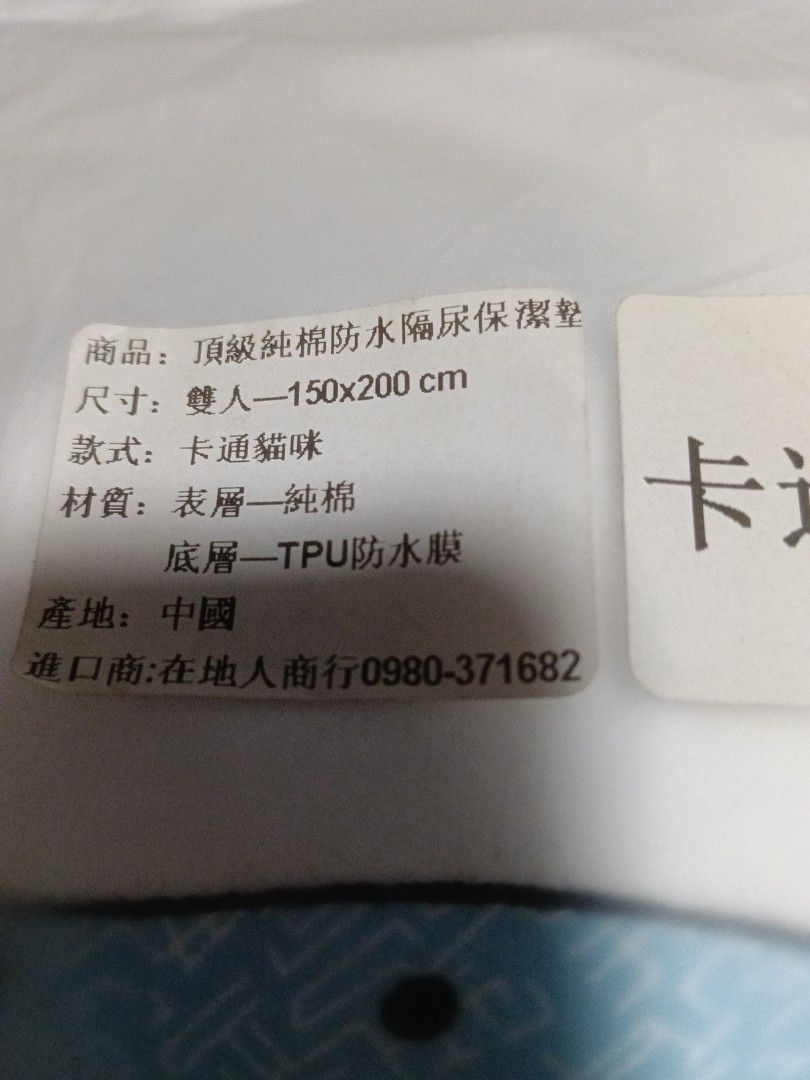 商品：頂級純棉防水隔尿保潔墊
尺寸：雙人—150x200 cm
款式：卡通貓咪
材質：表層—純棉
底層—TPU防水膜
產地：中國
進口商:在地人商行0980-371682
卡